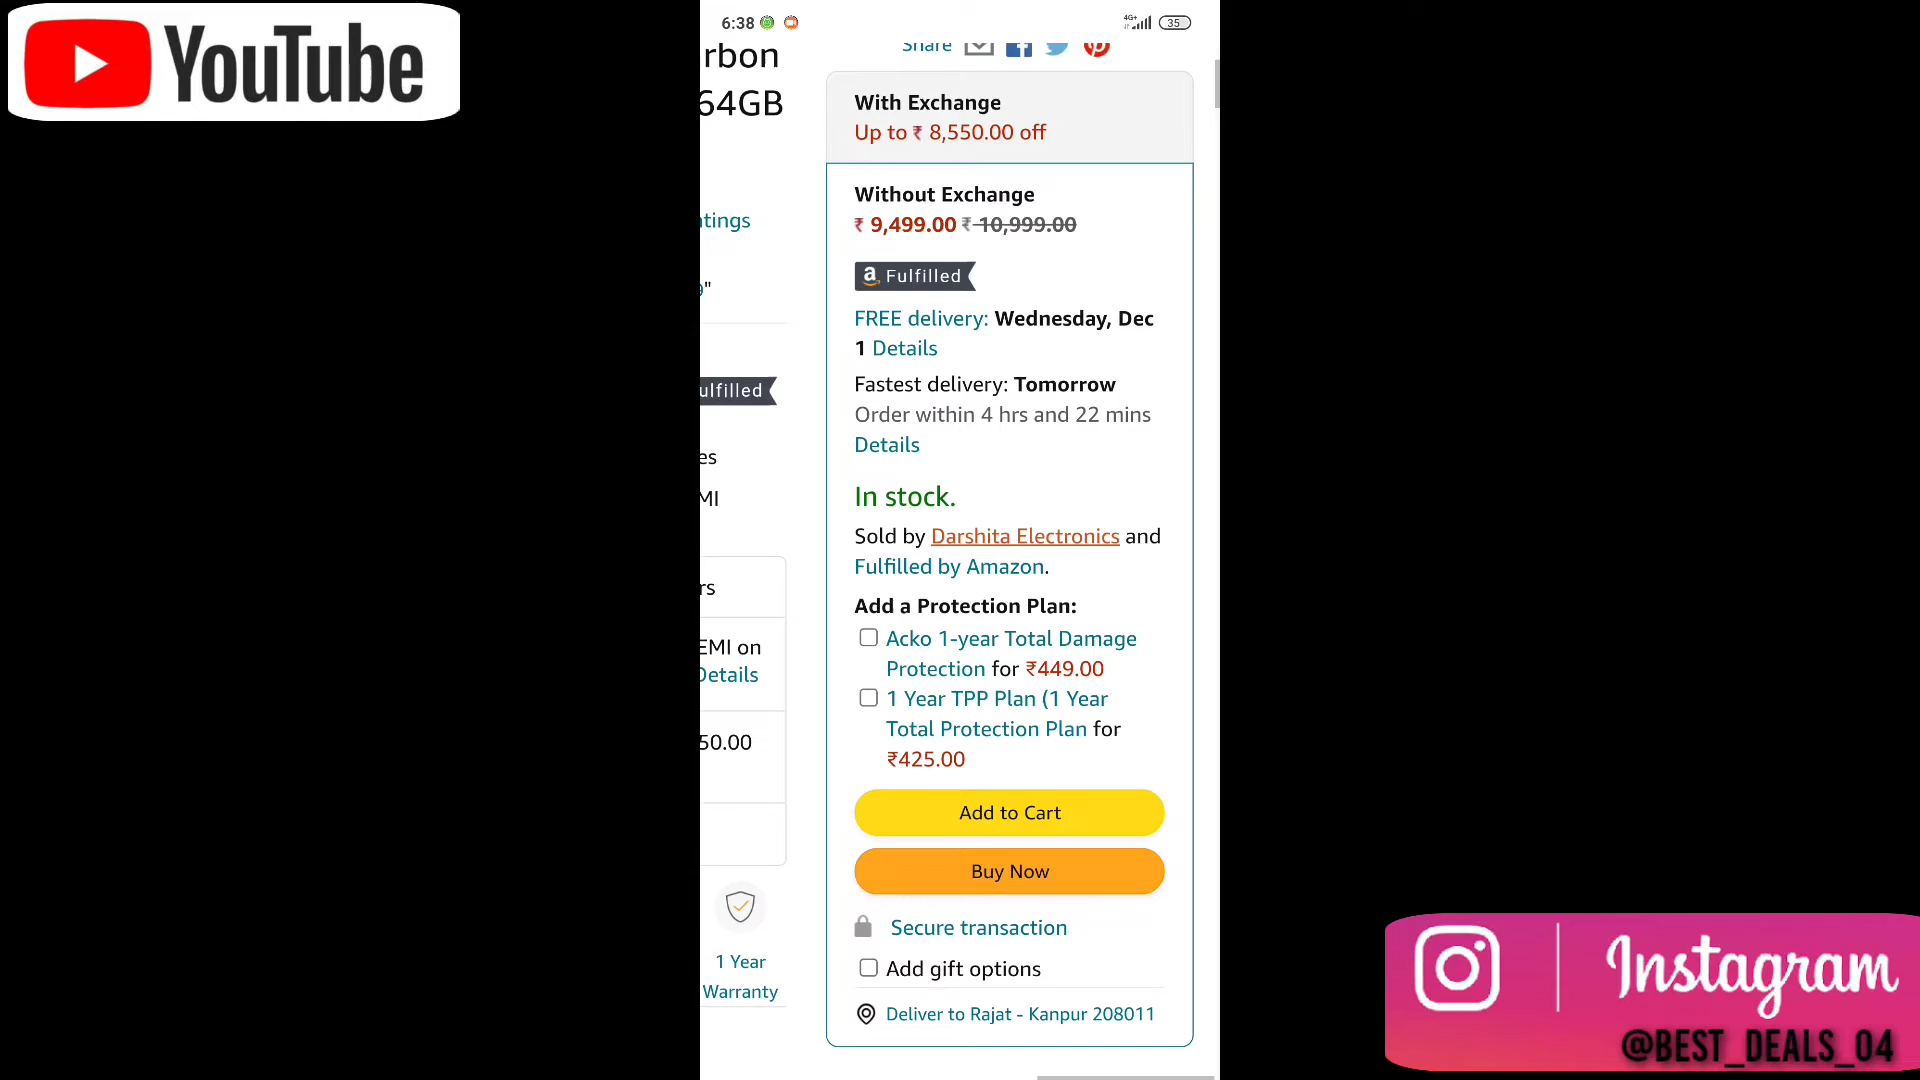 YouTube
6:38
4G+
35
rbon
64GB
Share
With Exchange
Up to ₹ 8,550.00 off
Without Exchange
₹ 9,499.00 ₹ 10,999.00
a Fulfilled
FREE delivery: Wednesday, Dec
1 Details
Fastest delivery: Tomorrow
Order within 4 hrs and 22 mins
Details
In stock.
Sold by Darshita Electronics and
Fulfilled by Amazon.
Add a Protection Plan:
Acko 1-year Total Damage
Protection for ₹449.00
1 Year TPP Plan (1 Year
Total Protection Plan for
₹425.00
Add to Cart
Buy Now
Secure transaction
Add gift options
Deliver to Rajat - Kanpur 208011
tings
"
ulfilled
es
MI
rs
EMI on
Details
50.00
1 Year
Warranty
Instagram
@BEST_DEALS_04